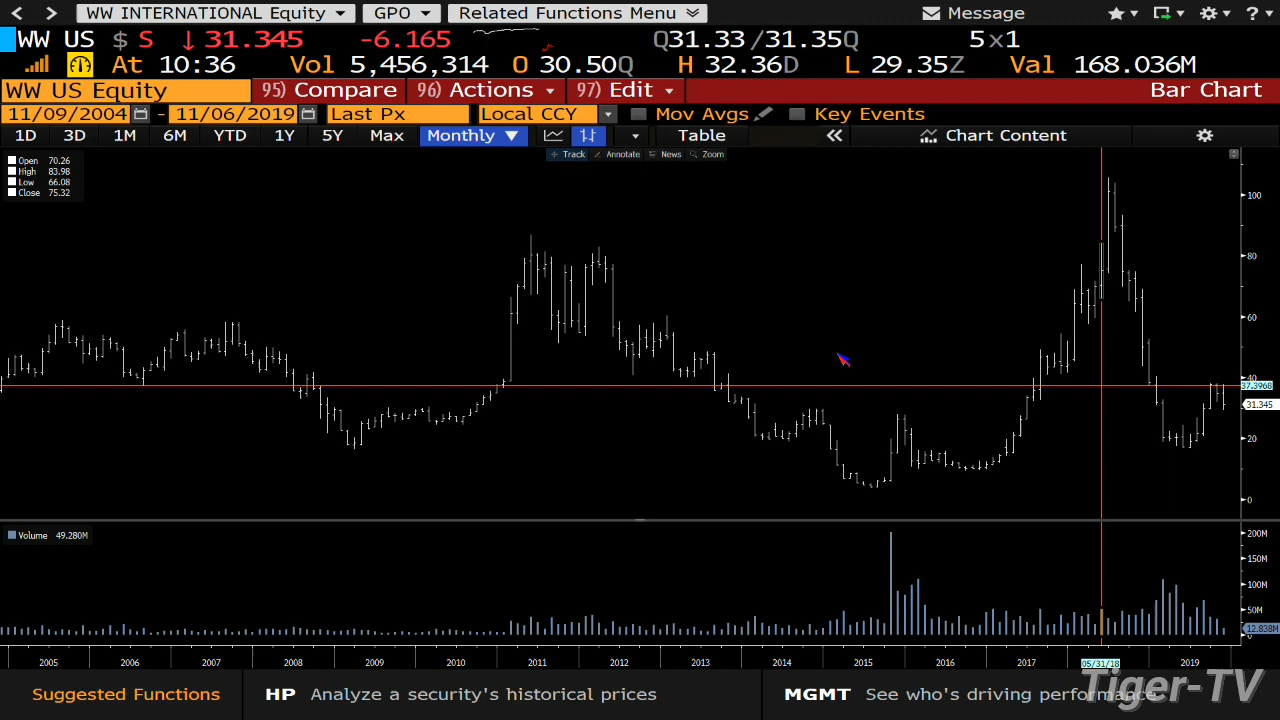 WW INTERNATIONAL Equity GPO Related Functions Menu Message ?
WW US $ S ↓ 31.345 -6.165 Q31.33/31.35Q 5x1
At 10:36 Vol 5,456,314 O 30.50Q H 32.36D L 29.35Z Val 168.036M
WW US Equity 95) Compare 96) Actions 97) Edit Bar Chart
11/09/2004 - 11/06/2019 Last Px Local CCY Mov Avgs Key Events
1D 3D 1M 6M YTD 1Y 5Y Max Monthly ▼ Table « Chart Content
Track Annotate News Zoom
Open 70.26
High 83.98
Low 66.08
Close 75.32
100
80
60
40
37.3968
31.345
20
0
Volume 49.280M
200M
150M
100M
50M
12.838M
0
2005 2006 2007 2008 2009 2010 2011 2012 2013 2014 2015 2016 2017 05/31/18 2019
Suggested Functions HP Analyze a security's historical prices MGMT See who's driving performance
Tiger-TV